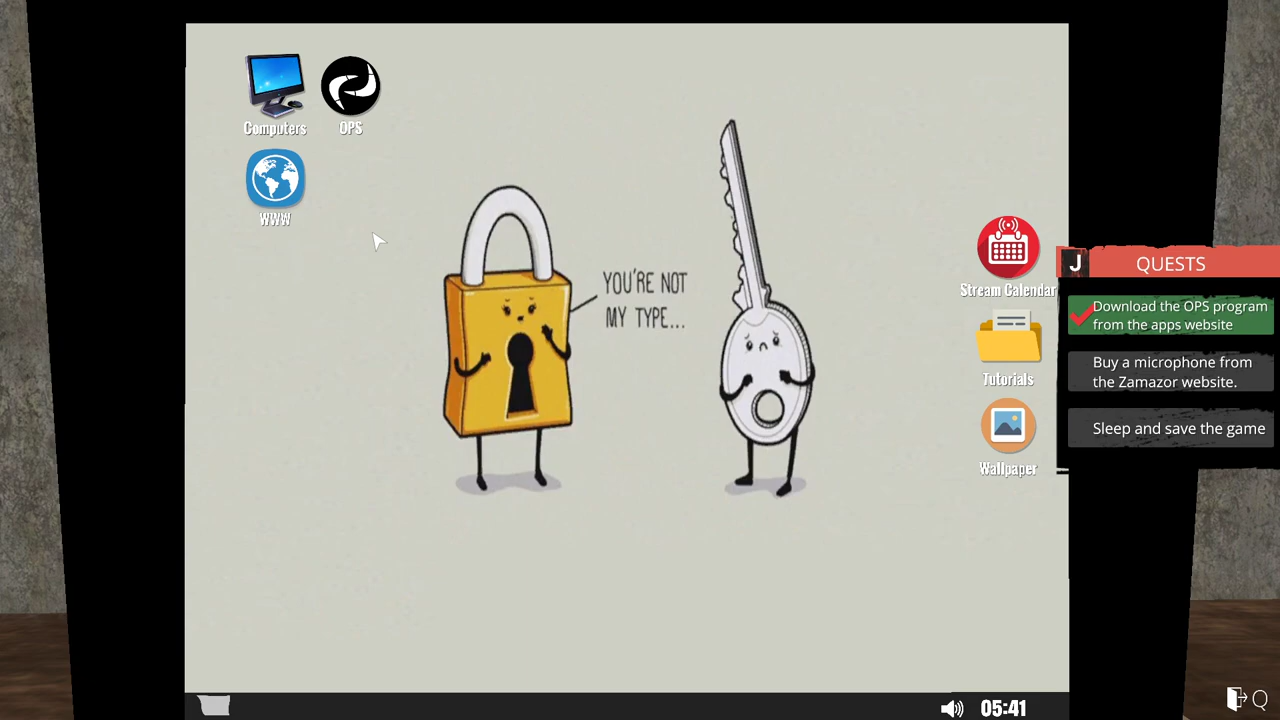 Computers
OPS
WWW
YOU'RE NOT
MY TYPE...
Stream Calendar
Tutorials
Wallpaper
J
QUESTS
Download the OPS program
from the apps website
Buy a microphone from
the Zamazor website.
Sleep and save the game
05:41
Q